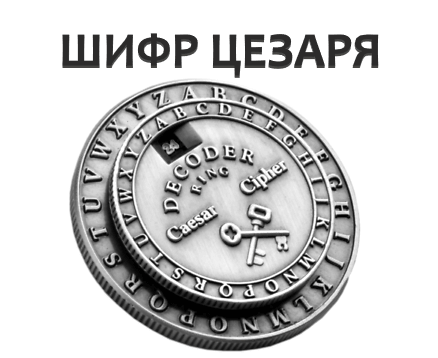 ШИФР ЦЕЗАРЯ
A B C D E F G H I J K L M N O P Q R S T U V W X Y Z
A B C D E F G H I J K L M N O P Q R S T U V W X Y Z
DECODER
RING
Caesar Cipher